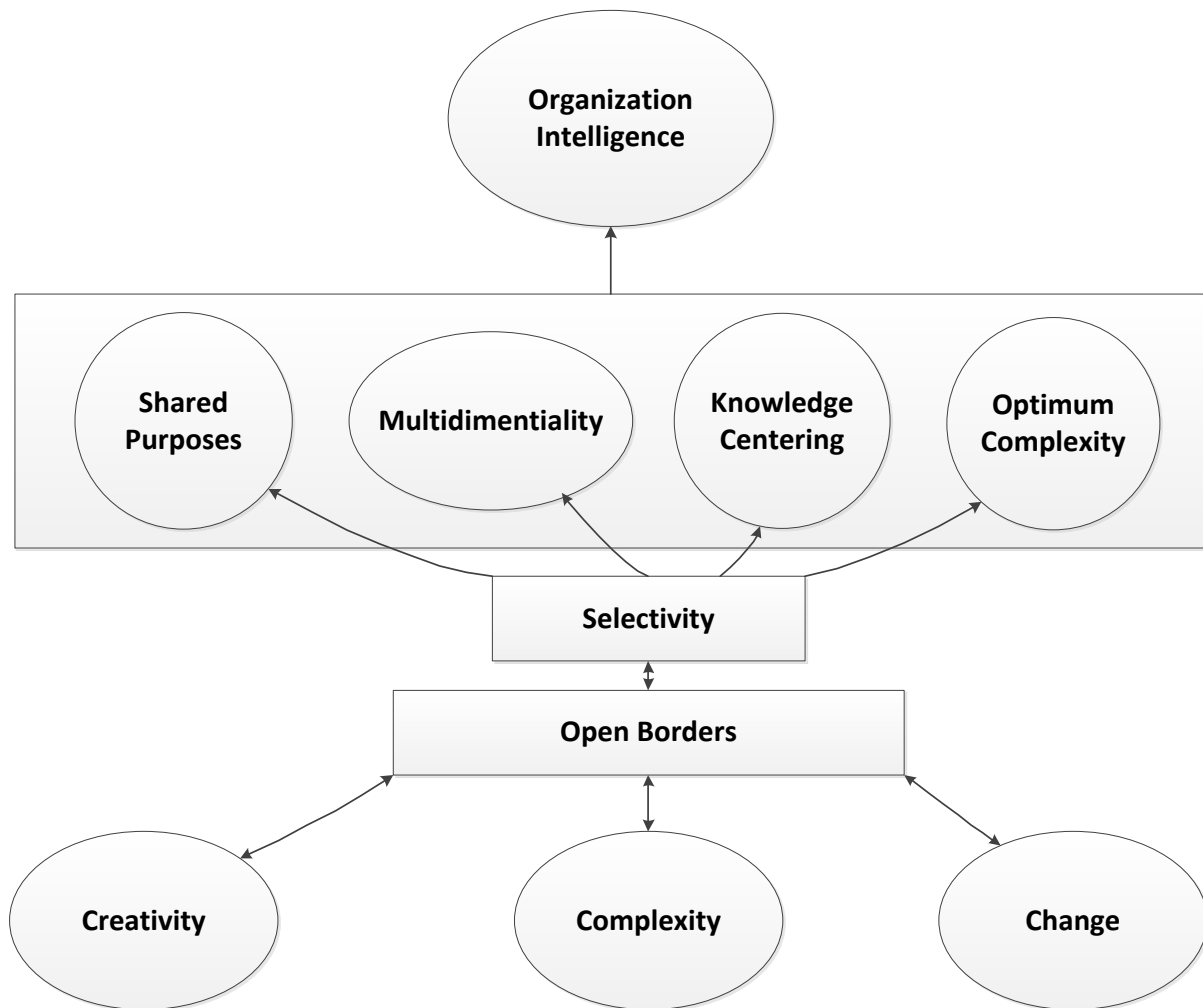 Organization
Intelligence
Shared
Purposes
Multidimentiality
Knowledge
Centering
Optimum
Complexity
Selectivity
Open Borders
Creativity
Complexity
Change